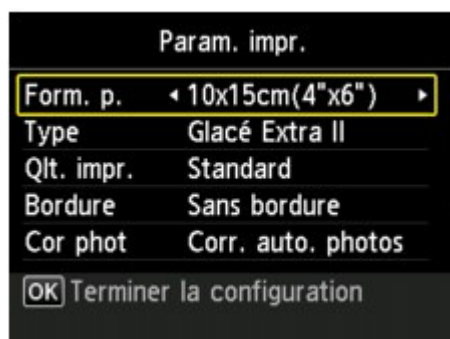 Param. impr.
Form. p. 10x15cm(4"x6")
Type Glacé Extra II
Qlt. impr. Standard
Bordure Sans bordure
Cor phot Corr. auto. photos
OK Terminer la configuration